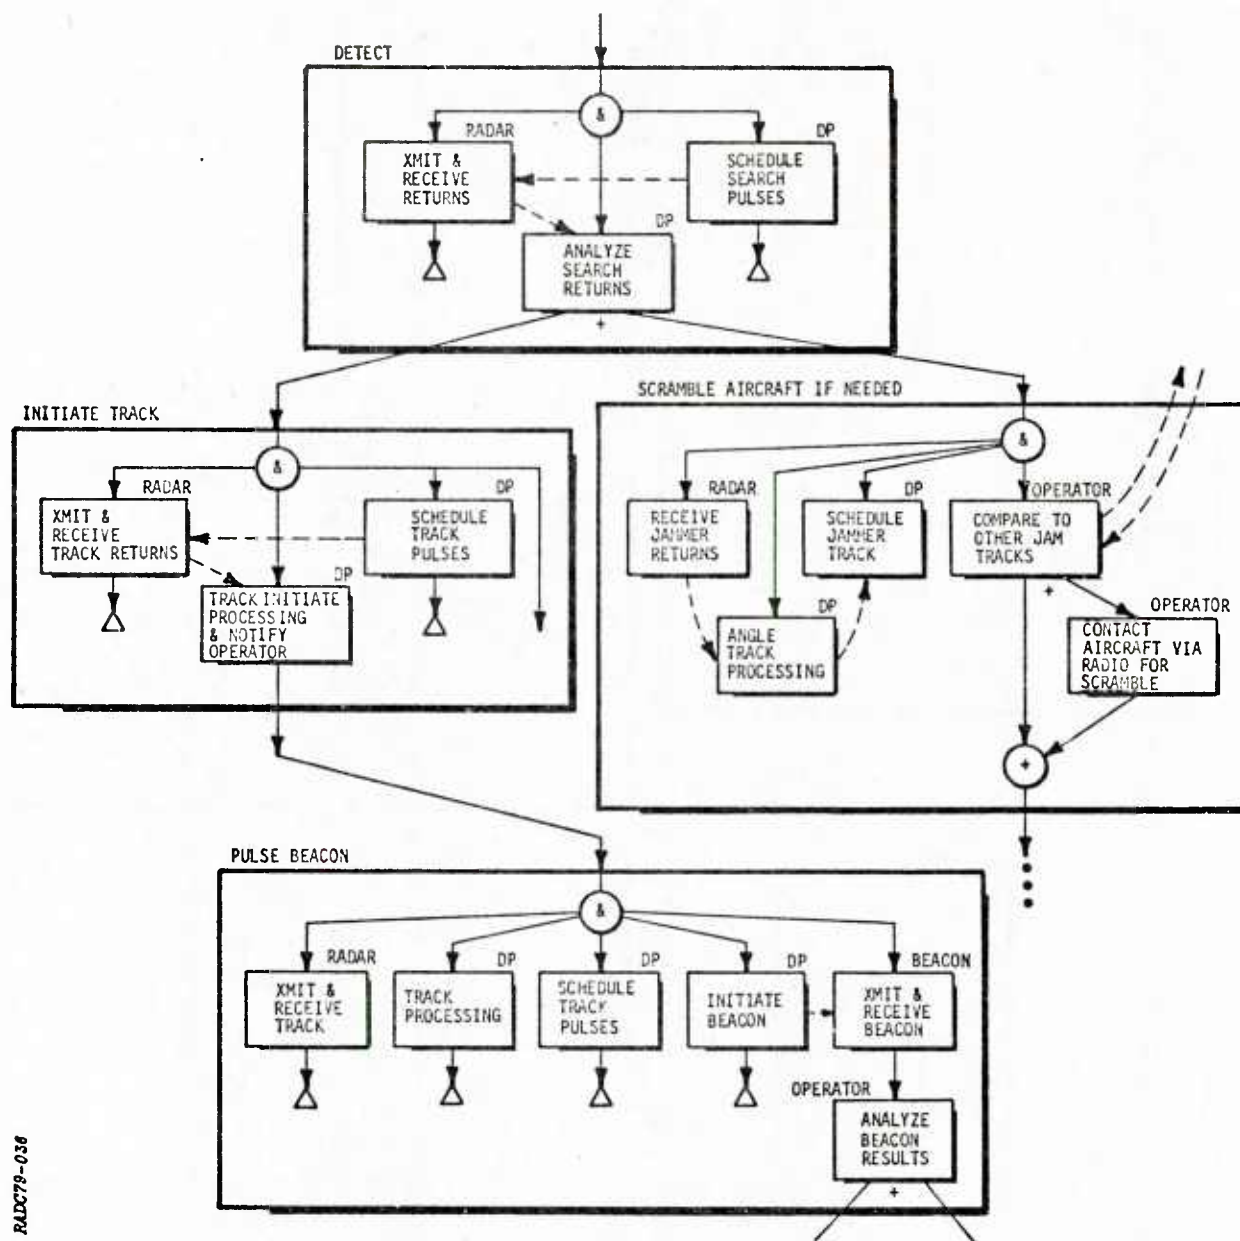 DETECT
&
RADAR
DP
XMIT &
RECEIVE
RETURNS
SCHEDULE
SEARCH
PULSES
DP
ANALYZE
SEARCH
RETURNS
+
INITIATE TRACK
&
RADAR
DP
XMIT &
RECEIVE
TRACK RETURNS
SCHEDULE
TRACK
PULSES
DP
TRACK INITIATE
PROCESSING
& NOTIFY
OPERATOR
SCRAMBLE AIRCRAFT IF NEEDED
&
RADAR
DP
OPERATOR
RECEIVE
JAMMER
RETURNS
SCHEDULE
JAMMER
TRACK
COMPARE TO
OTHER JAM
TRACKS
+
DP
ANGLE
TRACK
PROCESSING
OPERATOR
CONTACT
AIRCRAFT VIA
RADIO FOR
SCRAMBLE
+
PULSE BEACON
&
RADAR
DP
DP
DP
BEACON
XMIT &
RECEIVE
TRACK
TRACK
PROCESSING
SCHEDULE
TRACK
PULSES
INITIATE
BEACON
XMIT &
RECEIVE
BEACON
OPERATOR
ANALYZE
BEACON
RESULTS
+
RADC79-036